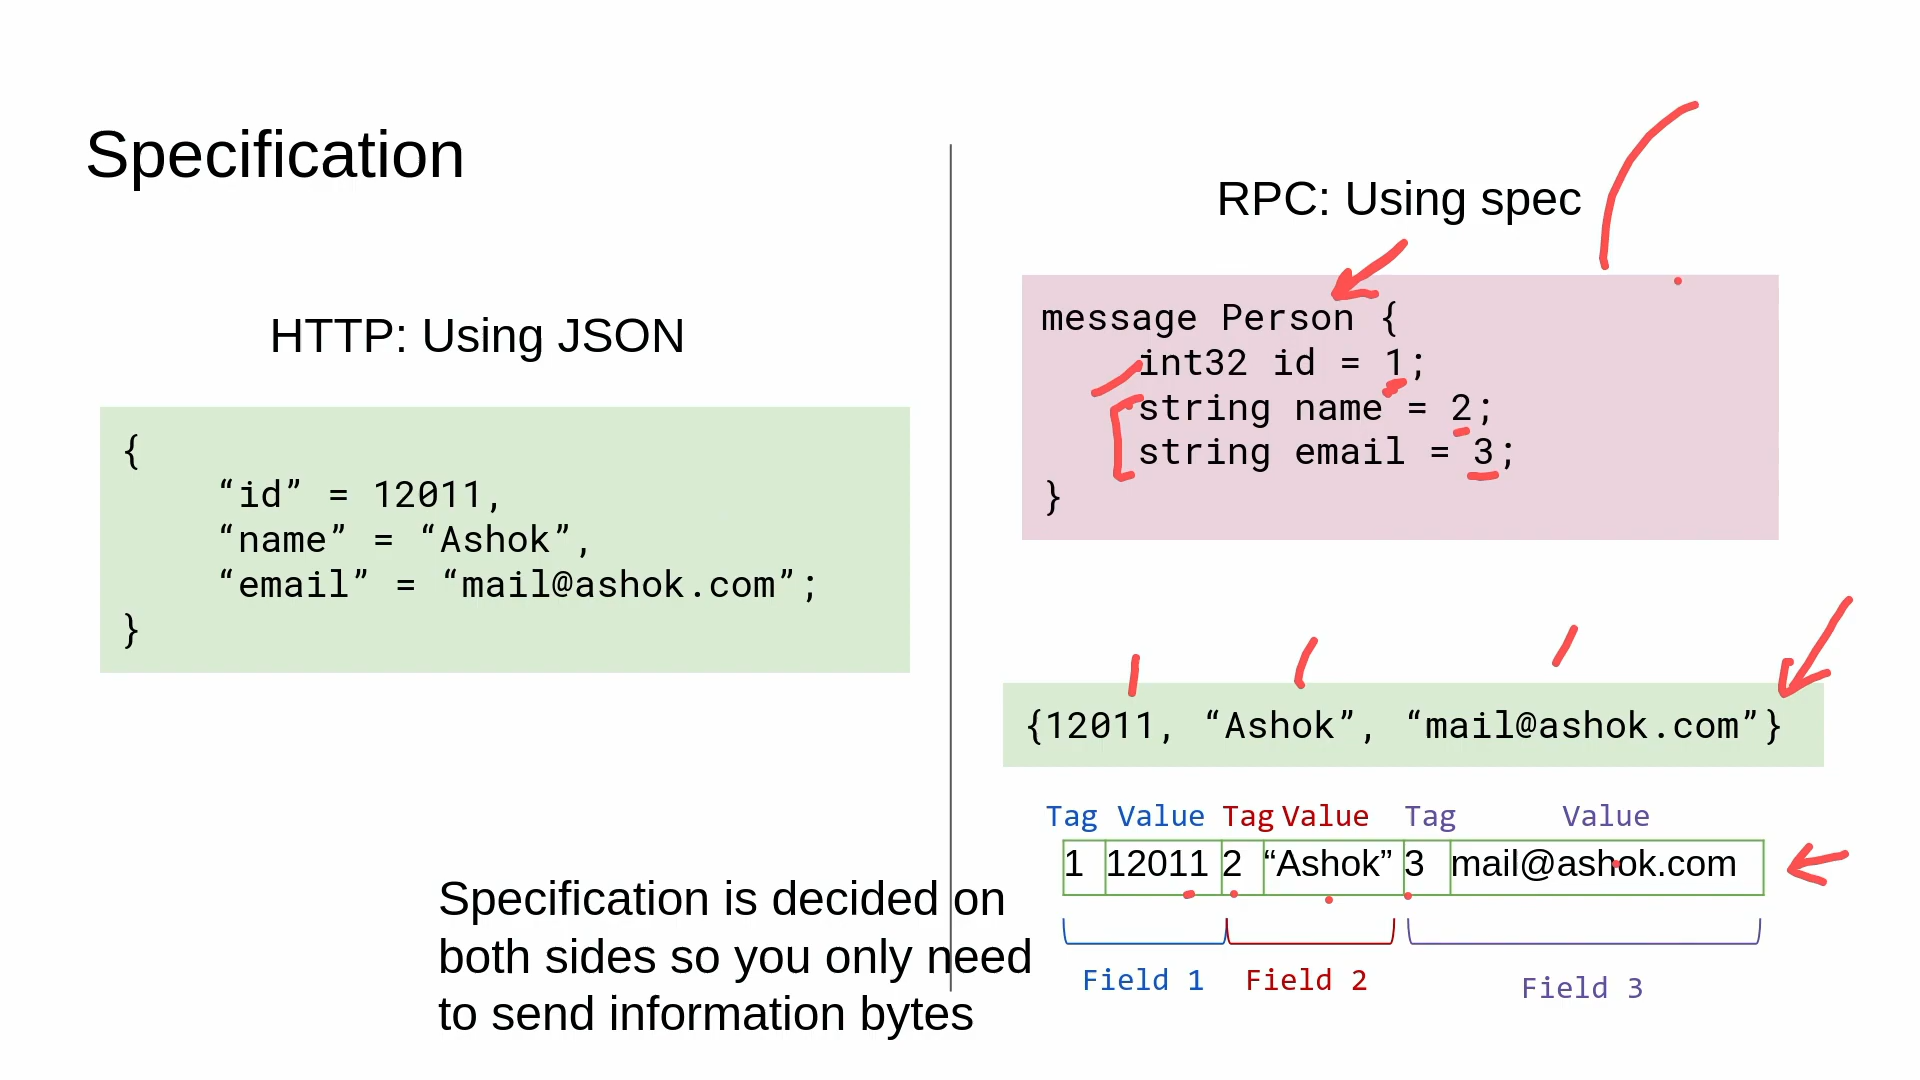 Specification
HTTP: Using JSON
{
“id” = 12011,
“name” = “Ashok”,
“email” = “mail@ashok.com”;
}
RPC: Using spec
message Person {
int32 id = 1;
string name = 2;
string email = 3;
}
{12011, “Ashok”, “mail@ashok.com”}
Tag Value Tag Value Tag Value
1 12011 2 “Ashok” 3 mail@ashok.com
Field 1 Field 2 Field 3
Specification is decided on
both sides so you only need
to send information bytes